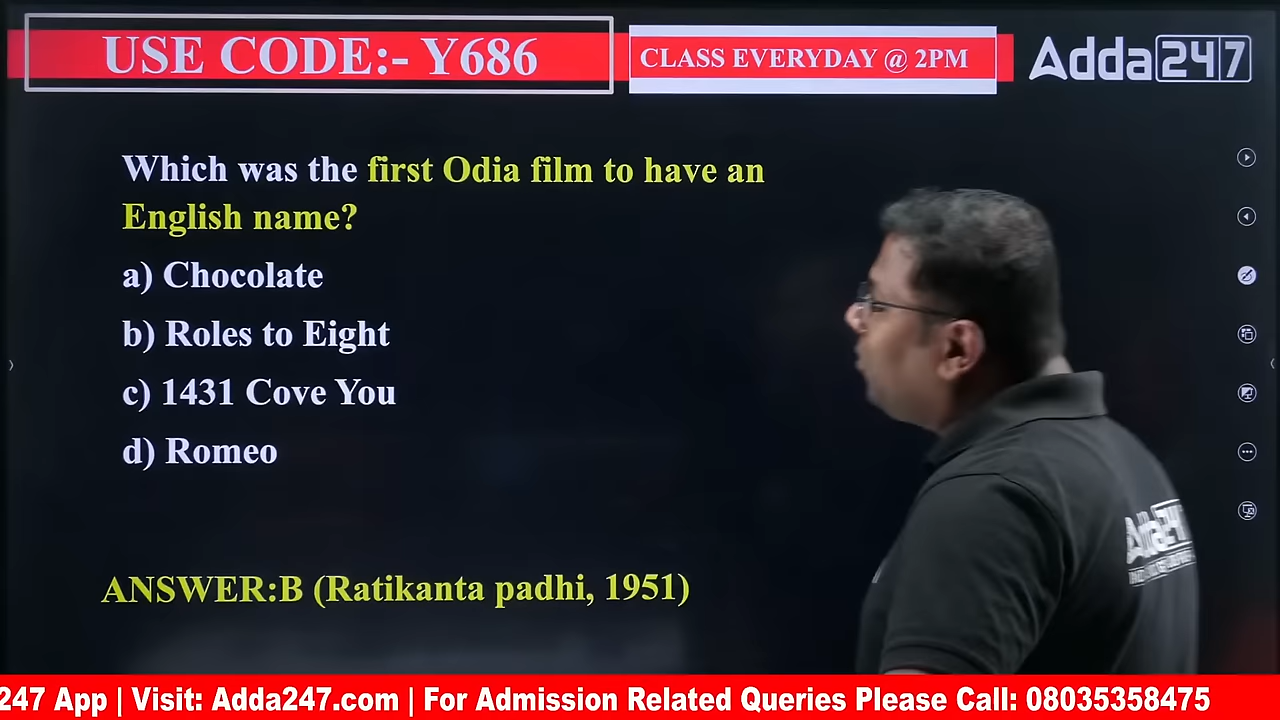 USE CODE:- Y686
CLASS EVERYDAY @ 2PM
Adda247
Which was the first Odia film to have an
English name?
a) Chocolate
b) Roles to Eight
c) 1431 Cove You
d) Romeo
ANSWER:B (Ratikanta padhi, 1951)
Adda247
247 App | Visit: Adda247.com | For Admission Related Queries Please Call: 08035358475